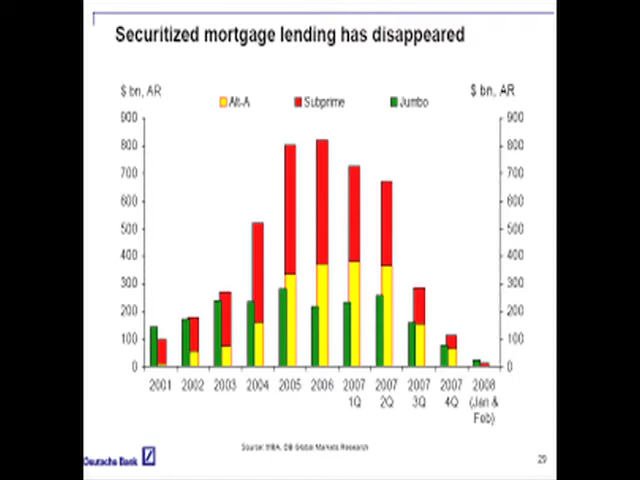 Securitized mortgage lending has disappeared
$ bn, AR $ bn, AR
Alt-A Subprime Jumbo
900 900
800 800
700 700
600 600
500 500
400 400
300 300
200 200
100 100
0 0
2001 2002 2003 2004 2005 2006 2007 2007 2007 2007 2008
1Q 2Q 3Q 4Q (Jan &
Feb)
Source: MBA, DB Global Markets Research
Deutsche Bank 29